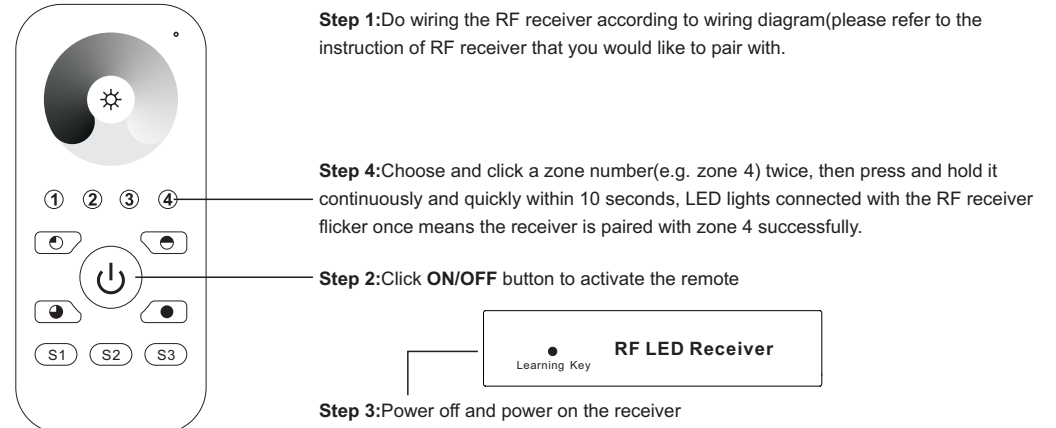 Step 1:Do wiring the RF receiver according to wiring diagram(please refer to the
instruction of RF receiver that you would like to pair with.
Step 4:Choose and click a zone number(e.g. zone 4) twice, then press and hold it
continuously and quickly within 10 seconds, LED lights connected with the RF receiver
flicker once means the receiver is paired with zone 4 successfully.
1 2 3 4
Step 2:Click ON/OFF button to activate the remote
RF LED Receiver
Learning Key
S1 S2 S3
Step 3:Power off and power on the receiver